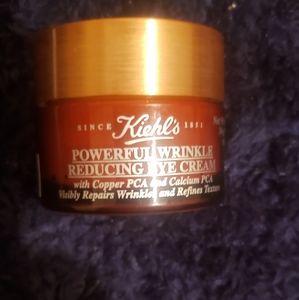 SINCE Kiehl's 1851
POWERFUL WRINKLE
REDUCING EYE CREAM
with Copper PCA and Calcium PCA
Visibly Repairs Wrinkles and Refines Texture